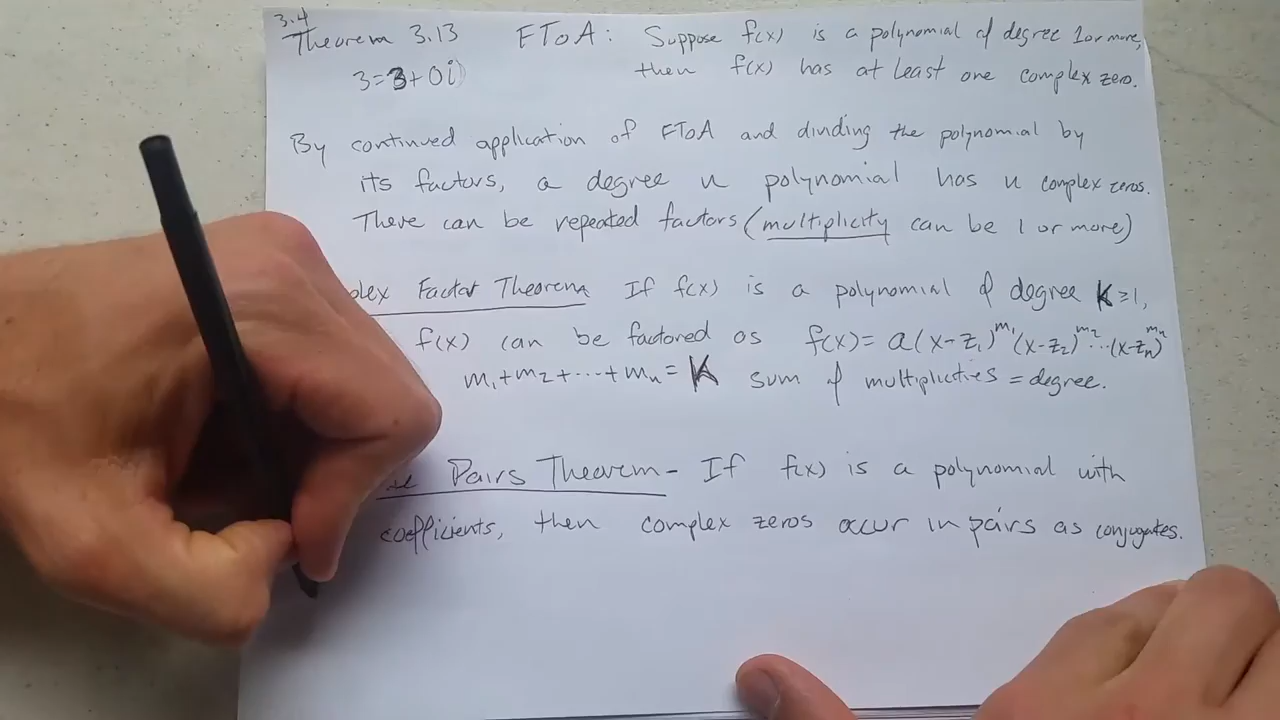 3.4
Theorem 3.13 FToA: Suppose f(x) is a polynomial of degree 1 or more,
3=3+0i then f(x) has at least one complex zero.
By continued application of FToA and dividing the polynomial by
its factors, a degree n polynomial has n complex zeros.
There can be repeated factors (multiplicity can be 1 or more)
plex Factor Theorem If f(x) is a polynomial of degree K≥1,
f(x) can be factored as f(x)= a(x-z₁)^m₁(x-z₂)^m₂...(x-zₙ)^mₙ
m₁+m₂+...+mₙ=K sum of multiplicities = degree.
Pairs Theorem- If f(x) is a polynomial with
coefficients, then complex zeros occur in pairs as conjugates.